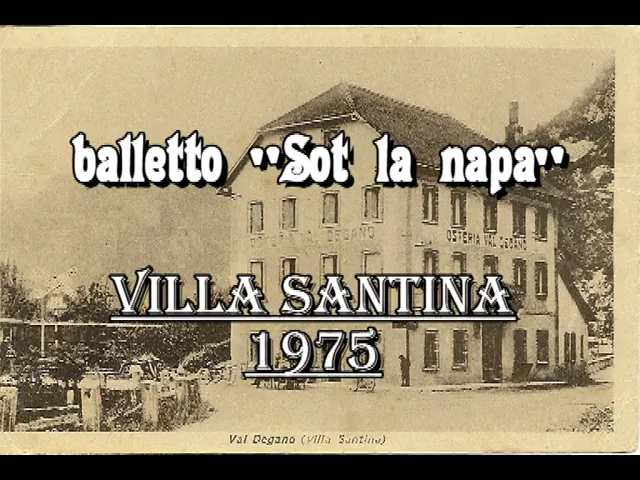 balletto "Sot la napa"
OSTERIA VAL DEGANO
OSTERIA VAL DEGANO
VILLA SANTINA
1975
Val Degano (Villa Santina)